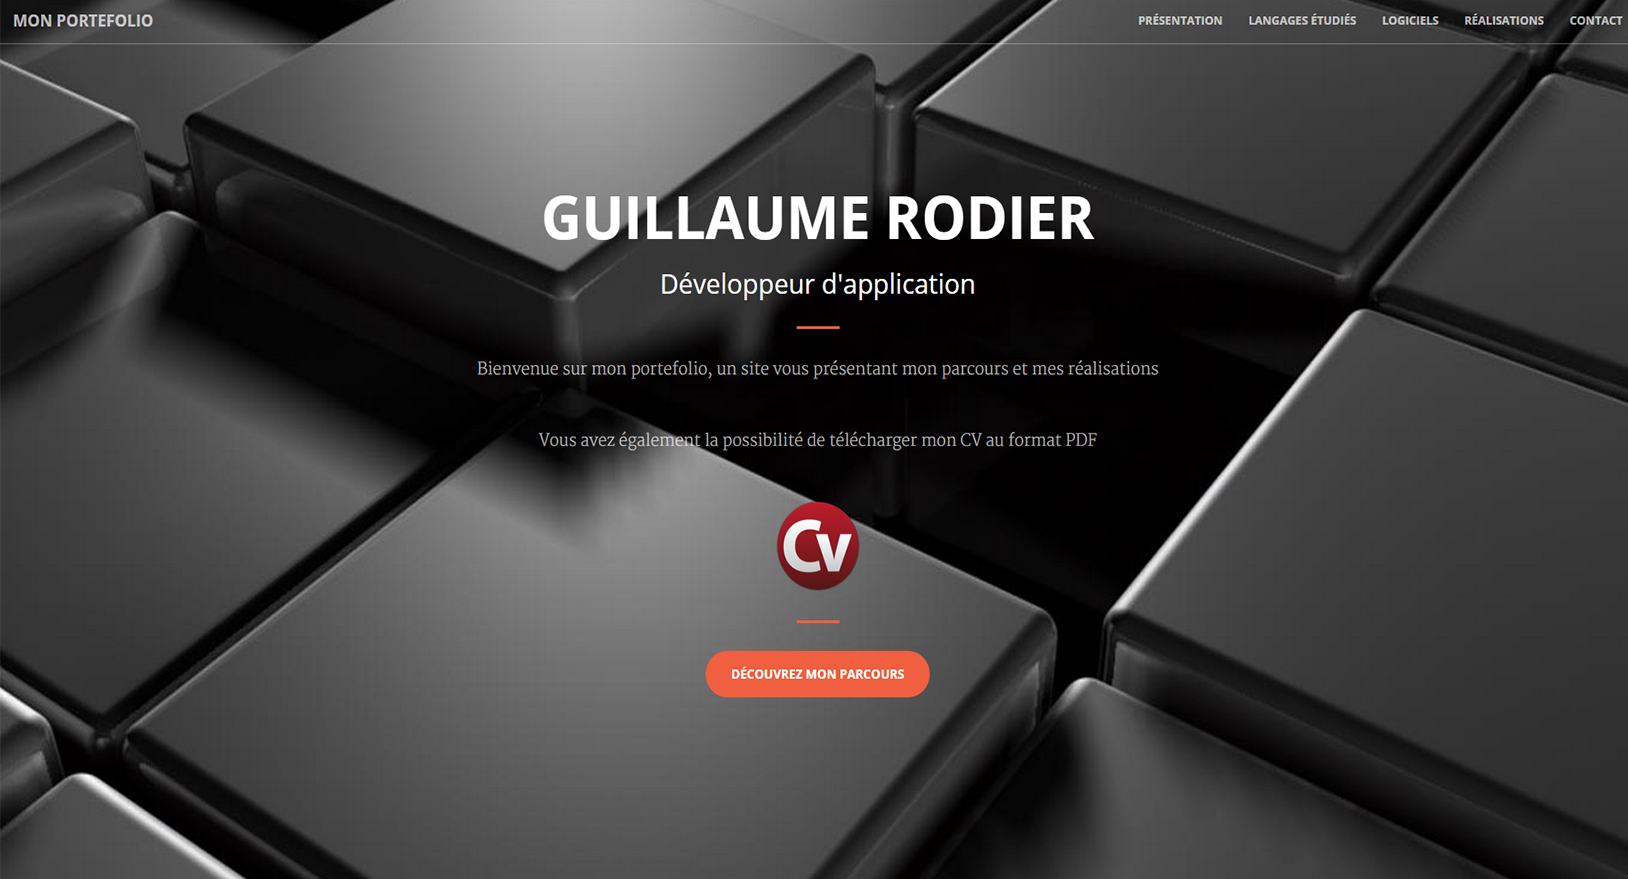 MON PORTEFOLIO
PRÉSENTATION LANGAGES ÉTUDIÉS LOGICIELS RÉALISATIONS CONTACT
GUILLAUME RODIER
Développeur d'application
Bienvenue sur mon portefolio, un site vous présentant mon parcours et mes réalisations
Vous avez également la possibilité de télécharger mon CV au format PDF
Cv
DÉCOUVREZ MON PARCOURS